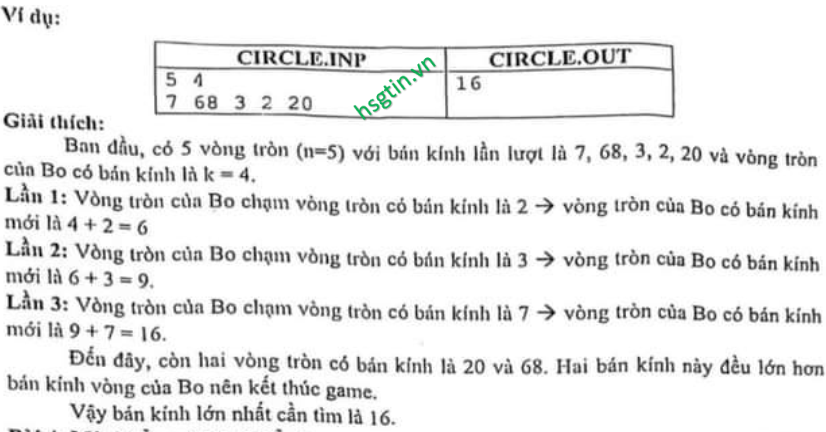 Ví dụ:
CIRCLE.INP CIRCLE.OUT
5 4 16
7 68 3 2 20
hsgtin.vn
Giải thích:
Ban đầu, có 5 vòng tròn (n=5) với bán kính lần lượt là 7, 68, 3, 2, 20 và vòng tròn
của Bo có bán kính là k = 4.
Lần 1: Vòng tròn của Bo chạm vòng tròn có bán kính là 2 → vòng tròn của Bo có bán kính
mới là 4 + 2 = 6
Lần 2: Vòng tròn của Bo chạm vòng tròn có bán kính là 3 → vòng tròn của Bo có bán kính
mới là 6 + 3 = 9.
Lần 3: Vòng tròn của Bo chạm vòng tròn có bán kính là 7 → vòng tròn của Bo có bán kính
mới là 9 + 7 = 16.
Đến đây, còn hai vòng tròn có bán kính là 20 và 68. Hai bán kính này đều lớn hơn
bán kính vòng của Bo nên kết thúc game.
Vậy bán kính lớn nhất cần tìm là 16.